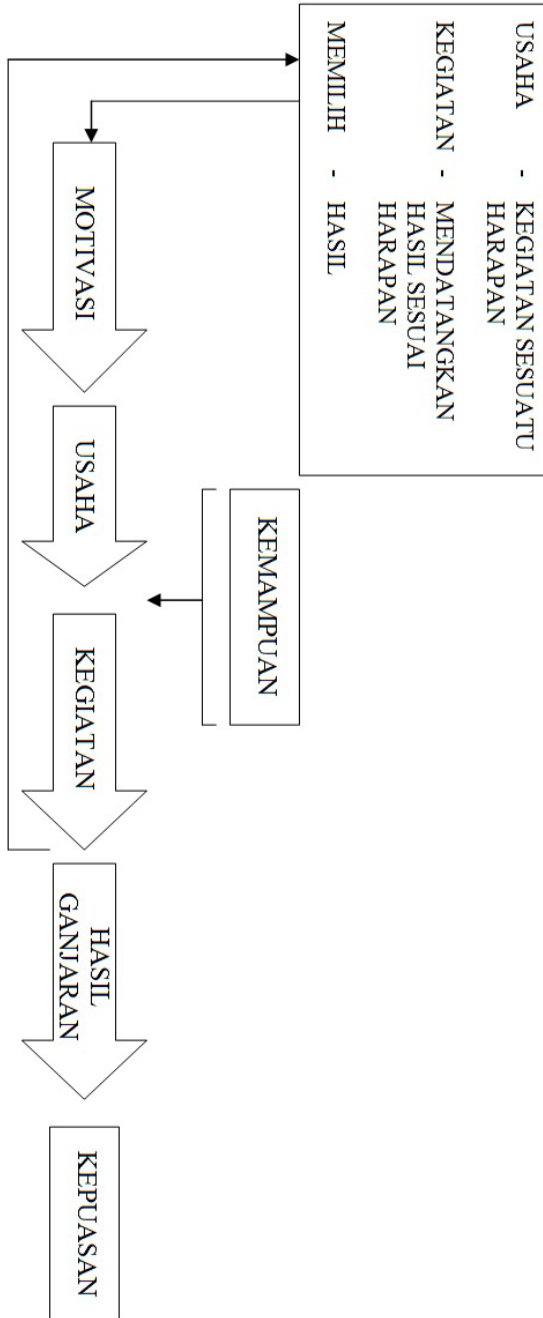 USAHA - KEGIATAN SESUATU
HARAPAN
KEGIATAN - MENDATANGKAN
HASIL SESUAI
HARAPAN
MEMILIH - HASIL
KEMAMPUAN
MOTIVASI
USAHA
KEGIATAN
HASIL
GANJARAN
KEPUASAN